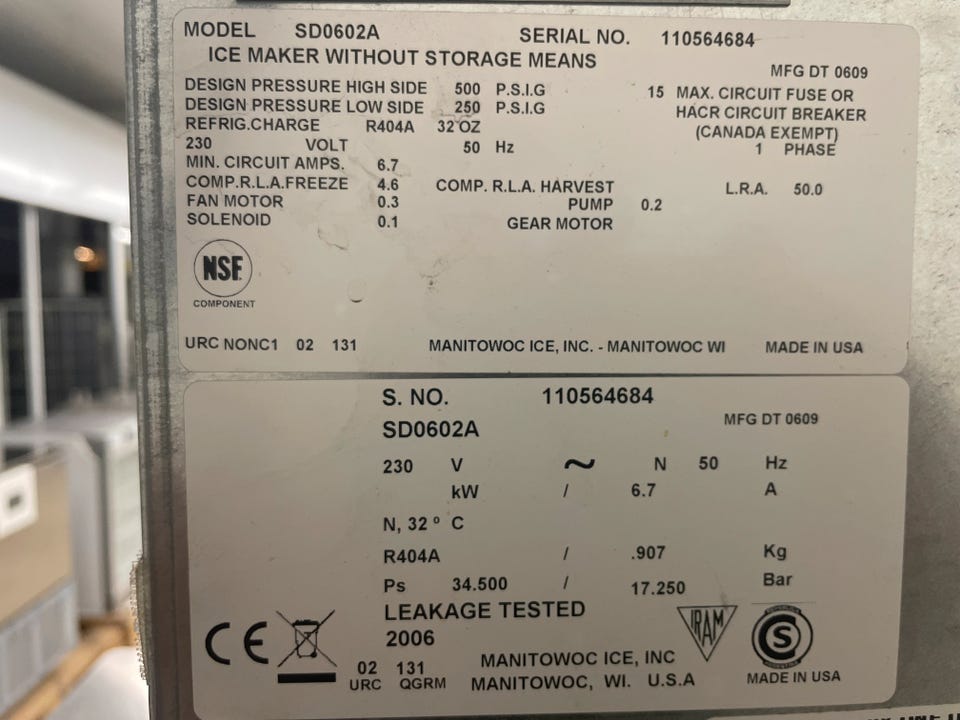 MODEL SD0602A SERIAL NO. 110564684
ICE MAKER WITHOUT STORAGE MEANS
MFG DT 0609
DESIGN PRESSURE HIGH SIDE 500 P.S.I.G 15 MAX. CIRCUIT FUSE OR
DESIGN PRESSURE LOW SIDE 250 P.S.I.G HACR CIRCUIT BREAKER
REFRIG.CHARGE R404A 32 OZ (CANADA EXEMPT)
230 VOLT 50 Hz 1 PHASE
MIN. CIRCUIT AMPS. 6.7
COMP.R.L.A.FREEZE 4.6 COMP. R.L.A. HARVEST L.R.A. 50.0
FAN MOTOR 0.3 PUMP 0.2
SOLENOID 0.1 GEAR MOTOR
NSF
COMPONENT
URC NONC1 02 131 MANITOWOC ICE, INC. - MANITOWOC WI MADE IN USA
S. NO. 110564684
SD0602A MFG DT 0609
230 V ~ N 50 Hz
kW / 6.7 A
N, 32 º C
R404A / .907 Kg
Ps 34.500 / 17.250 Bar
LEAKAGE TESTED
2006
CE IRAM S
02 131 MANITOWOC ICE, INC
URC QGRM MANITOWOC, WI. U.S.A MADE IN USA